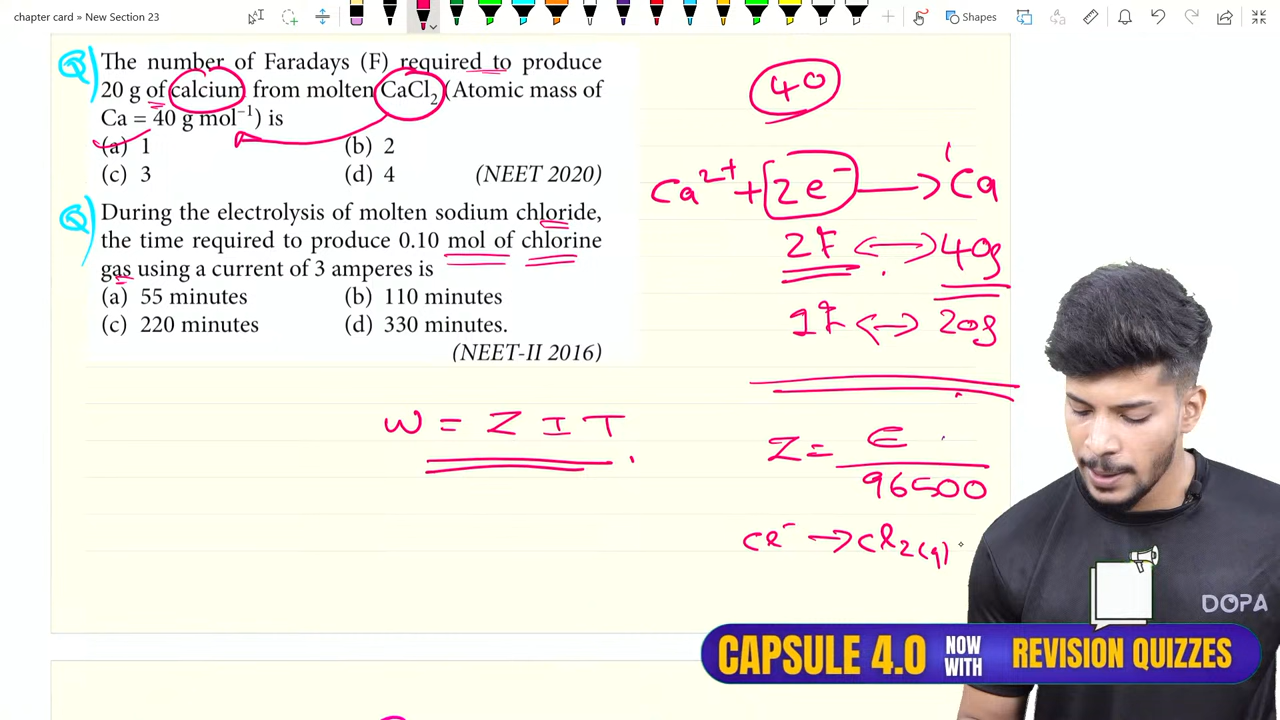 chapter card » New Section 23
Shapes
Q) The number of Faradays (F) required to produce
20 g of calcium from molten CaCl₂ (Atomic mass of
Ca = 40 g mol⁻¹) is
(a) 1 (b) 2
(c) 3 (d) 4 (NEET 2020)
Q) During the electrolysis of molten sodium chloride,
the time required to produce 0.10 mol of chlorine
gas using a current of 3 amperes is
(a) 55 minutes (b) 110 minutes
(c) 220 minutes (d) 330 minutes.
(NEET-II 2016)
40
Ca²⁺ + 2e⁻ → Ca
2F ↔ 40g
1F ↔ 20g
W = Z I T
Z = E
96500
Cl⁻ → Cl₂(g)
DOPA
CAPSULE 4.0 NOW WITH REVISION QUIZZES